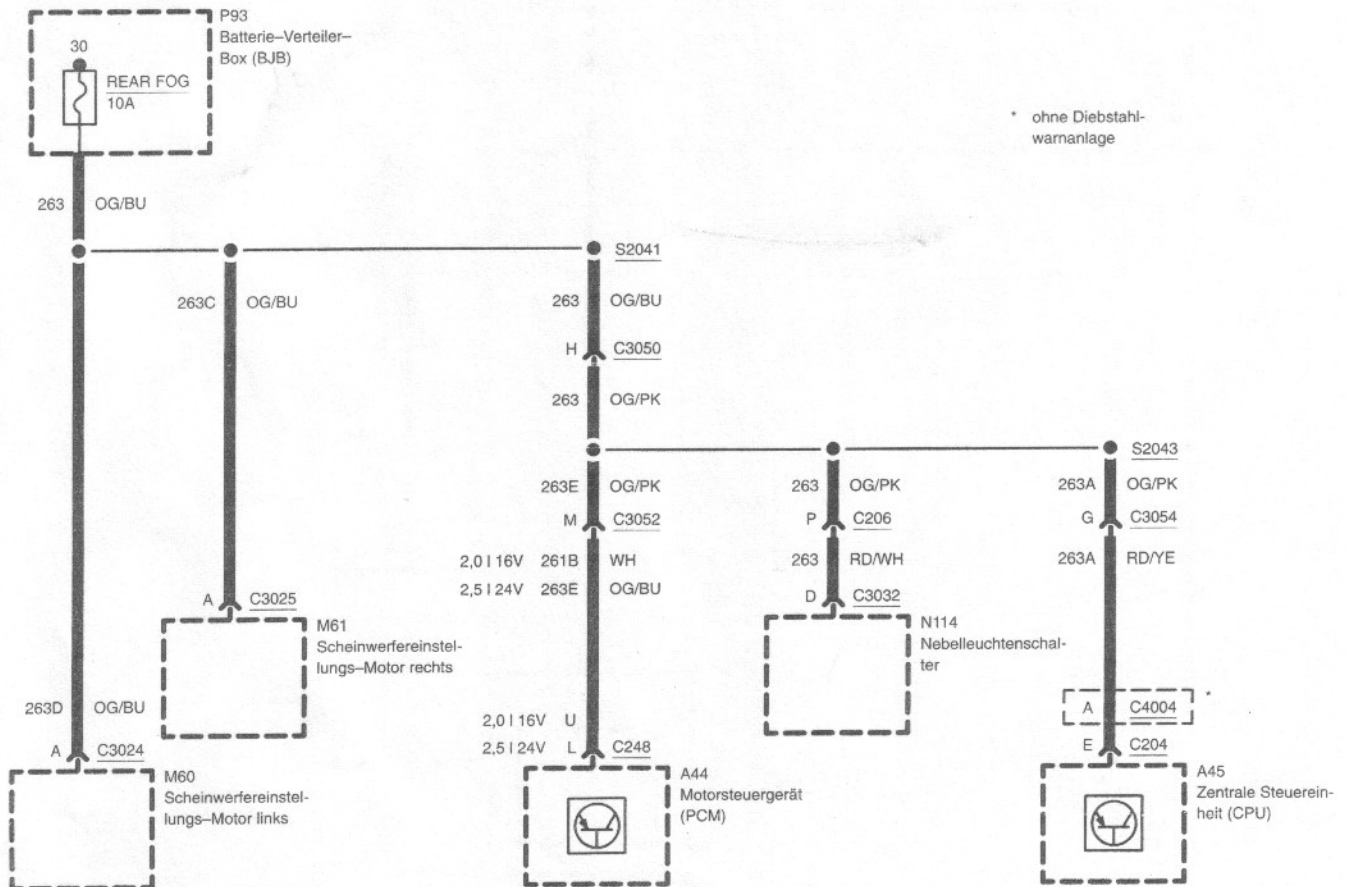 P93
Batterie–Verteiler–
Box (BJB)
30
REAR FOG
10A
* ohne Diebstahl-
warnanlage
263 OG/BU
S2041
263C OG/BU
263 OG/BU
H C3050
263 OG/PK
S2043
263E OG/PK
263 OG/PK
263A OG/PK
M C3052
P C206
G C3054
2,0 l 16V 261B WH
263 RD/WH
263A RD/YE
2,5 l 24V 263E OG/BU
A C3025
D C3032
M61
Scheinwerfereinstel-
lungs–Motor rechts
N114
Nebelleuchtenschal-
ter
263D OG/BU
A C4004 *
2,0 l 16V U
A C3024
2,5 l 24V L C248
E C204
M60
Scheinwerfereinstel-
lungs–Motor links
A44
Motorsteuergerät
(PCM)
A45
Zentrale Steuerein-
heit (CPU)